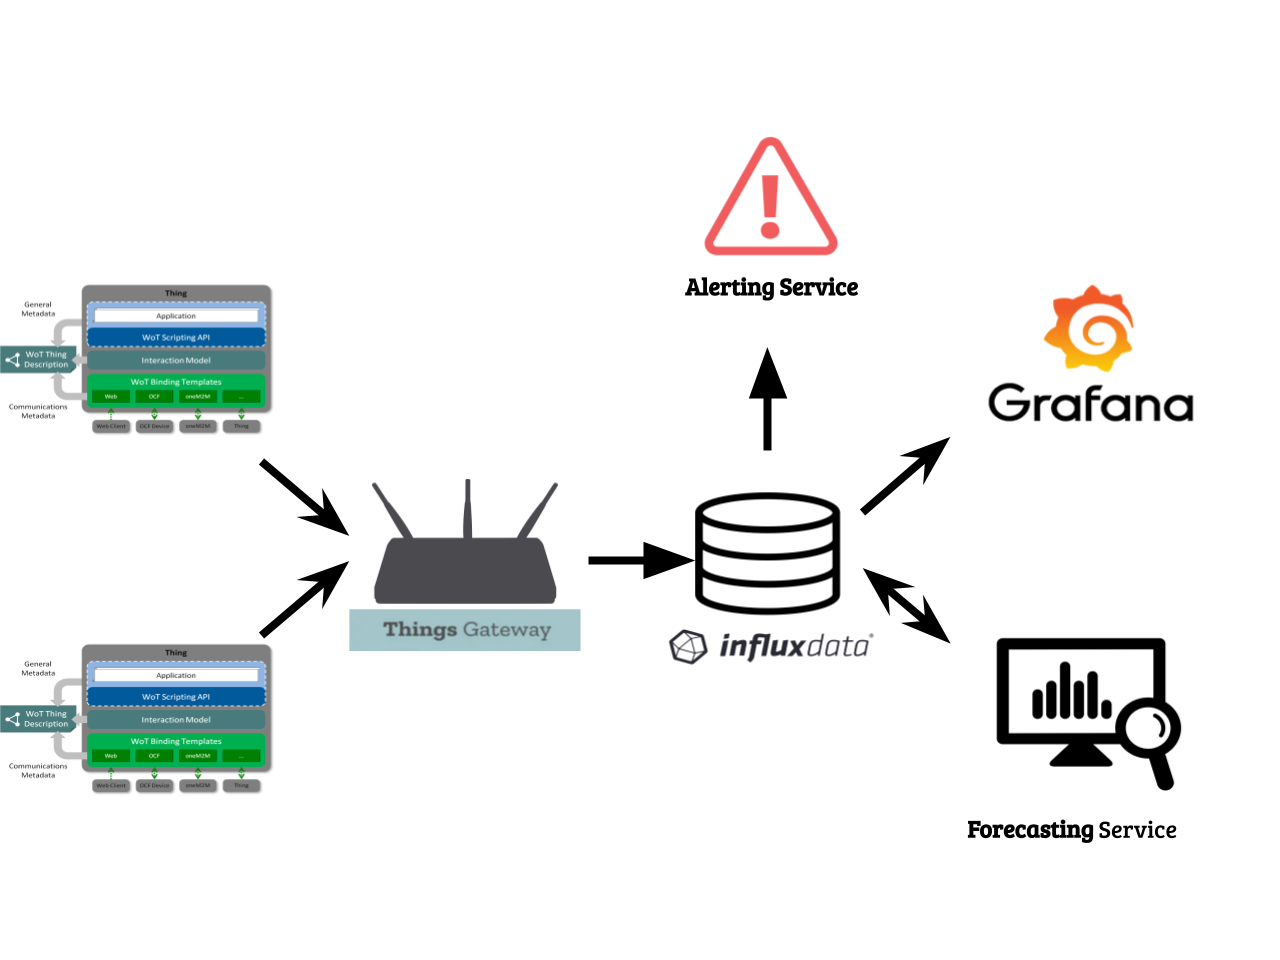 Alerting Service
Thing
General
Metadata
Application
WoT Scripting API
WoT Thing
Description
Interaction Model
WoT Binding Templates
Web
OCF
oneM2M
...
Communications
Metadata
Web Client
OCF Device
oneM2M
Thing
Grafana
Things Gateway
influxdata®
Thing
General
Metadata
Application
WoT Scripting API
WoT Thing
Description
Interaction Model
WoT Binding Templates
Web
OCF
oneM2M
...
Communications
Metadata
Web Client
OCF Device
oneM2M
Thing
Forecasting Service